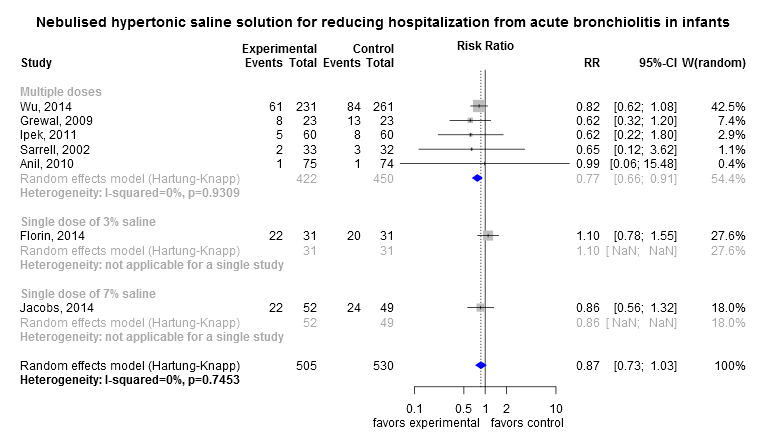 Nebulised hypertonic saline solution for reducing hospitalization from acute bronchiolitis in infants
Experimental Control Risk Ratio
Study Events Total Events Total RR 95%-CI W(random)
Multiple doses
Wu, 2014 61 231 84 261 0.82 [0.62; 1.08] 42.5%
Grewal, 2009 8 23 13 23 0.62 [0.32; 1.20] 7.4%
Ipek, 2011 5 60 8 60 0.62 [0.22; 1.80] 2.9%
Sarrell, 2002 2 33 3 32 0.65 [0.12; 3.62] 1.1%
Anil, 2010 1 75 1 74 0.99 [0.06; 15.48] 0.4%
Random effects model (Hartung-Knapp) 422 450 0.77 [0.66; 0.91] 54.4%
Heterogeneity: I-squared=0%, p=0.9309
Single dose of 3% saline
Florin, 2014 22 31 20 31 1.10 [0.78; 1.55] 27.6%
Random effects model (Hartung-Knapp) 31 31 1.10 [ NaN; NaN] 27.6%
Heterogeneity: not applicable for a single study
Single dose of 7% saline
Jacobs, 2014 22 52 24 49 0.86 [0.56; 1.32] 18.0%
Random effects model (Hartung-Knapp) 52 49 0.86 [ NaN; NaN] 18.0%
Heterogeneity: not applicable for a single study
Random effects model (Hartung-Knapp) 505 530 0.87 [0.73; 1.03] 100%
Heterogeneity: I-squared=0%, p=0.7453
0.1 0.5 1 2 10
favors experimental favors control